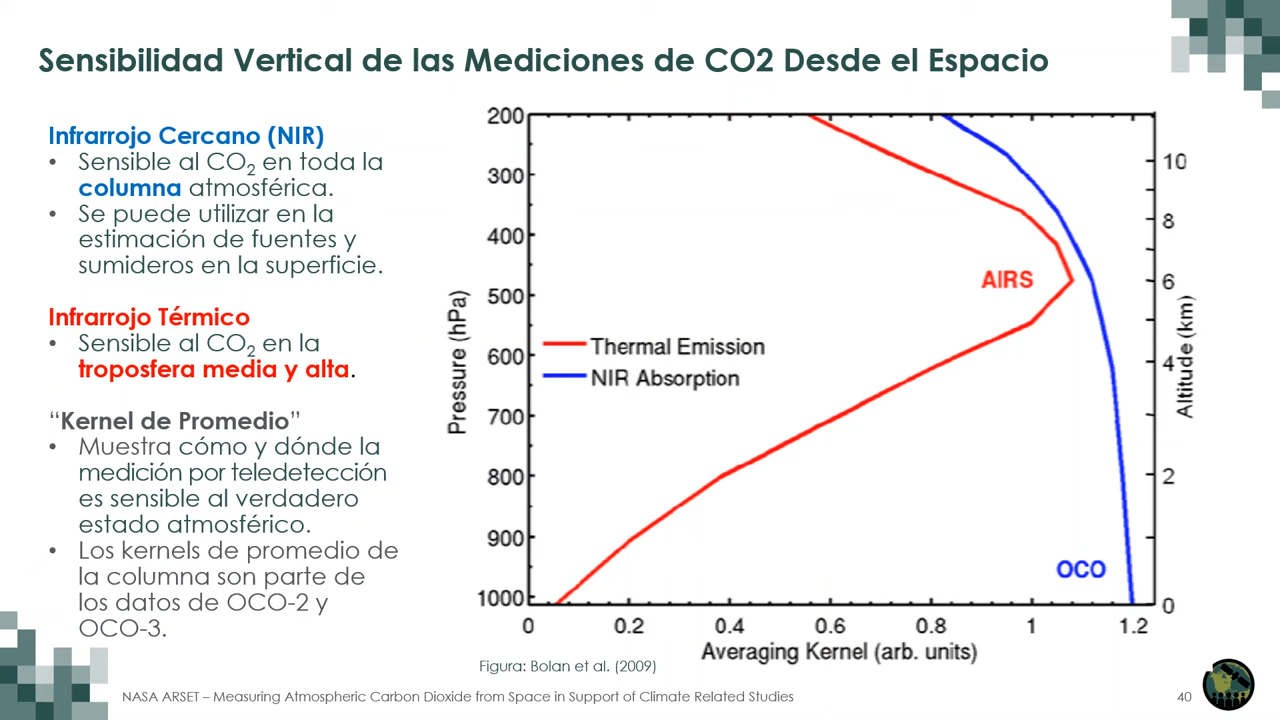 Sensibilidad Vertical de las Mediciones de CO2 Desde el Espacio
Infrarrojo Cercano (NIR)
• Sensible al CO2 en toda la
columna atmosférica.
• Se puede utilizar en la
estimación de fuentes y
sumideros en la superficie.
Infrarrojo Térmico
• Sensible al CO2 en la
troposfera media y alta.
“Kernel de Promedio”
• Muestra cómo y dónde la
medición por teledetección
es sensible al verdadero
estado atmosférico.
• Los kernels de promedio de
la columna son parte de
los datos de OCO-2 y
OCO-3.
Pressure (hPa)
200
300
400
500
600
700
800
900
1000
AIRS
Thermal Emission
NIR Absorption
OCO
10
8
6
4
2
0
Altitude (km)
0 0.2 0.4 0.6 0.8 1 1.2
Averaging Kernel (arb. units)
Figura: Bolan et al. (2009)
NASA ARSET – Measuring Atmospheric Carbon Dioxide from Space in Support of Climate Related Studies
40